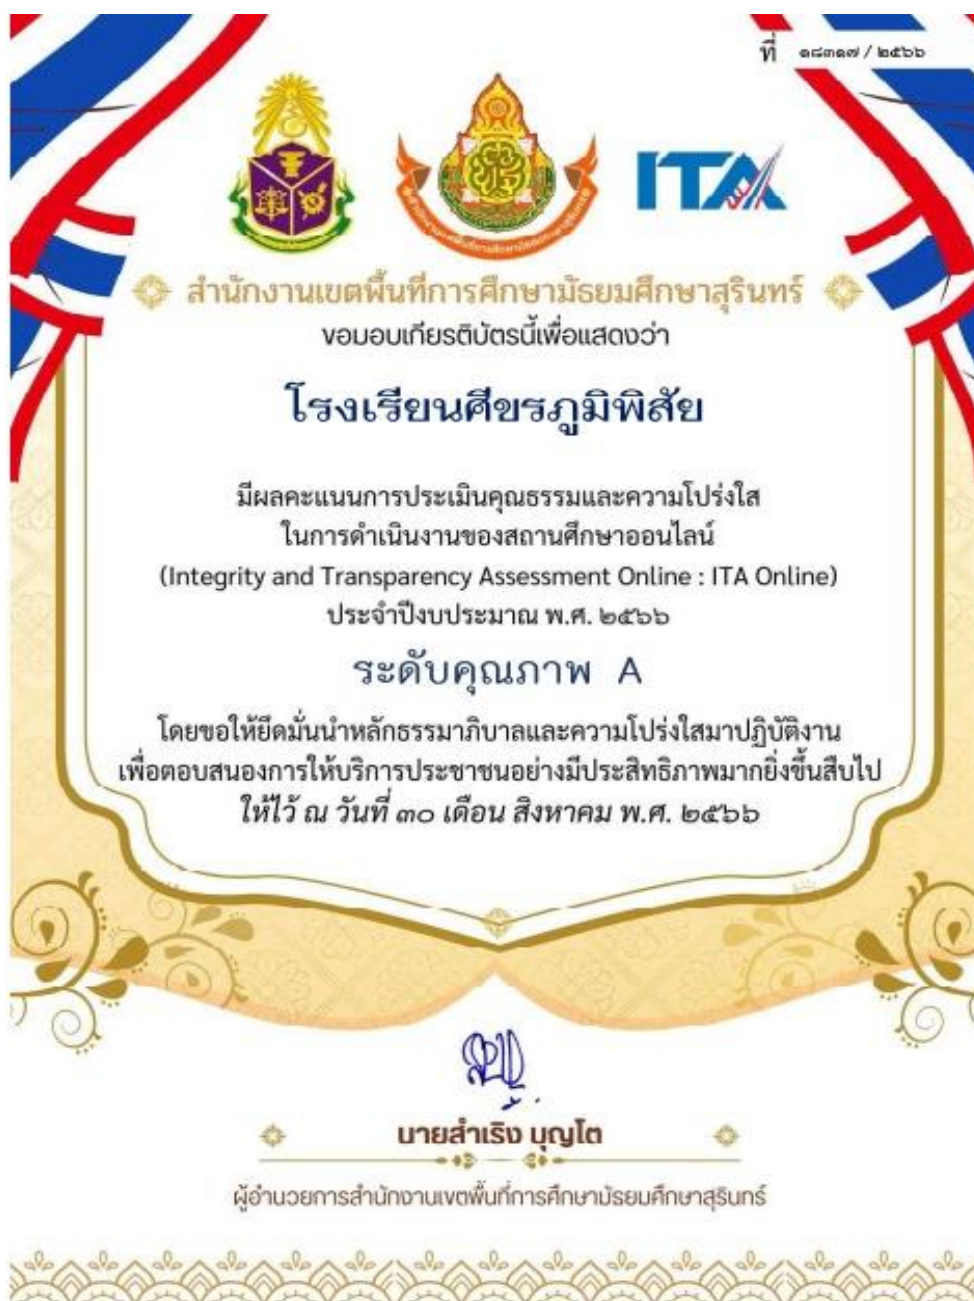 ที่ ๑๘๓๑๗ / ๒๕๖๖
ITA
สำนักงานเขตพื้นที่การศึกษามัธยมศึกษาสุรินทร์
ขอมอบเกียรติบัตรนี้เพื่อแสดงว่า
โรงเรียนศีขรภูมิพิสัย
มีผลคะแนนการประเมินคุณธรรมและความโปร่งใส
ในการดำเนินงานของสถานศึกษาออนไลน์
(Integrity and Transparency Assessment Online : ITA Online)
ประจำปีงบประมาณ พ.ศ. ๒๕๖๖
ระดับคุณภาพ A
โดยขอให้ยึดมั่นนำหลักธรรมาภิบาลและความโปร่งใสมาปฏิบัติงาน
เพื่อตอบสนองการให้บริการประชาชนอย่างมีประสิทธิภาพมากยิ่งขึ้นสืบไป
ให้ไว้ ณ วันที่ ๓๐ เดือน สิงหาคม พ.ศ. ๒๕๖๖
นายสำเริง บุญโต
ผู้อำนวยการสำนักงานเขตพื้นที่การศึกษามัธยมศึกษาสุรินทร์